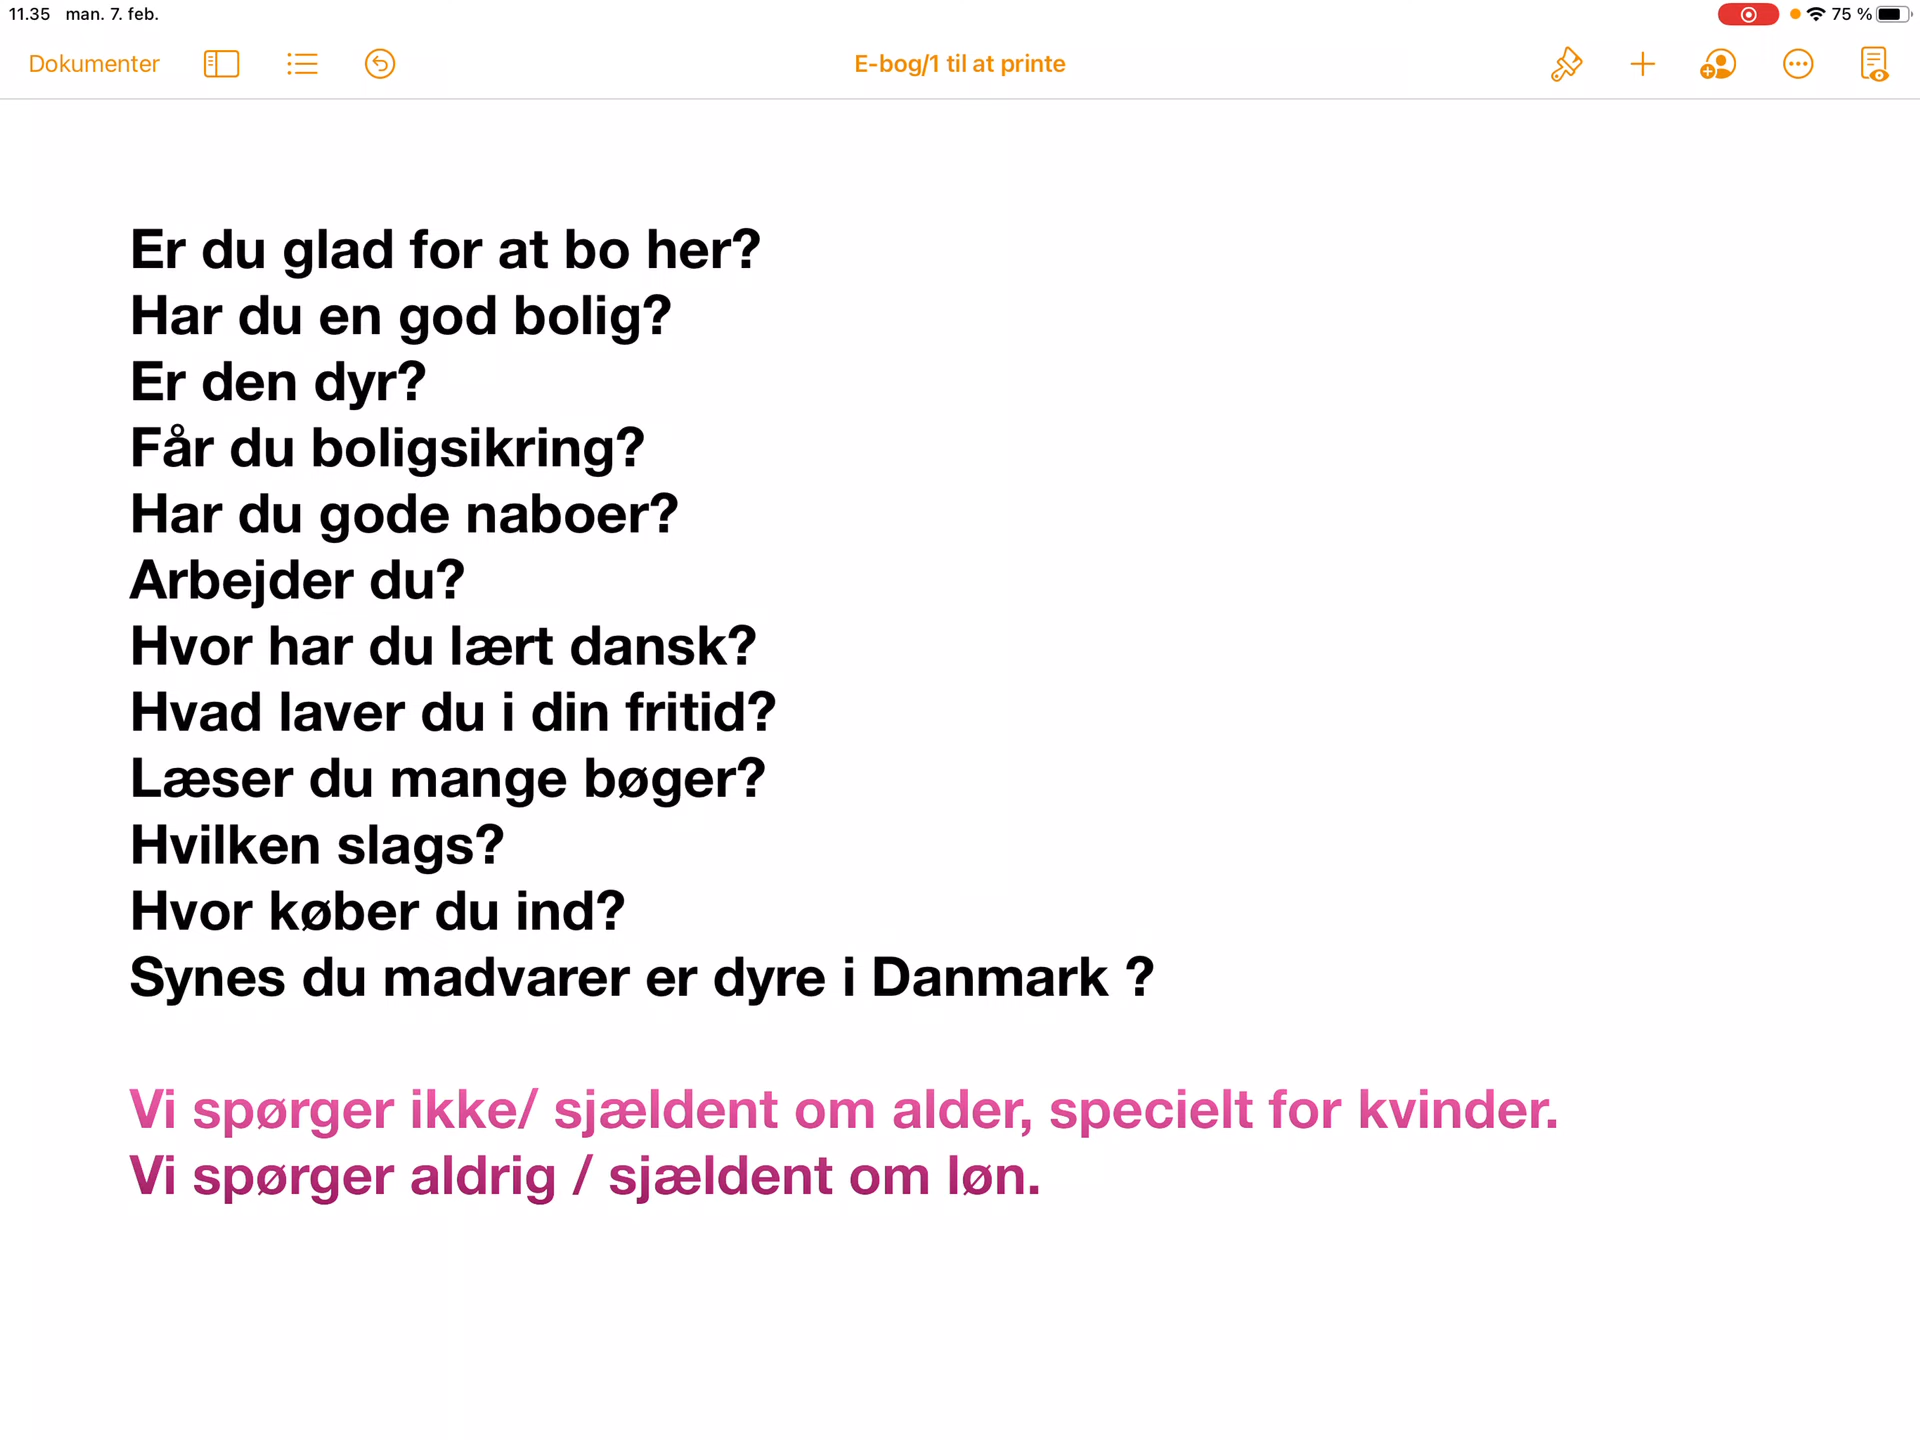 11.35 man. 7. feb. 75 %
Dokumenter E-bog/1 til at printe
Er du glad for at bo her?
Har du en god bolig?
Er den dyr?
Får du boligsikring?
Har du gode naboer?
Arbejder du?
Hvor har du lært dansk?
Hvad laver du i din fritid?
Læser du mange bøger?
Hvilken slags?
Hvor køber du ind?
Synes du madvarer er dyre i Danmark ?
Vi spørger ikke/ sjældent om alder, specielt for kvinder.
Vi spørger aldrig / sjældent om løn.